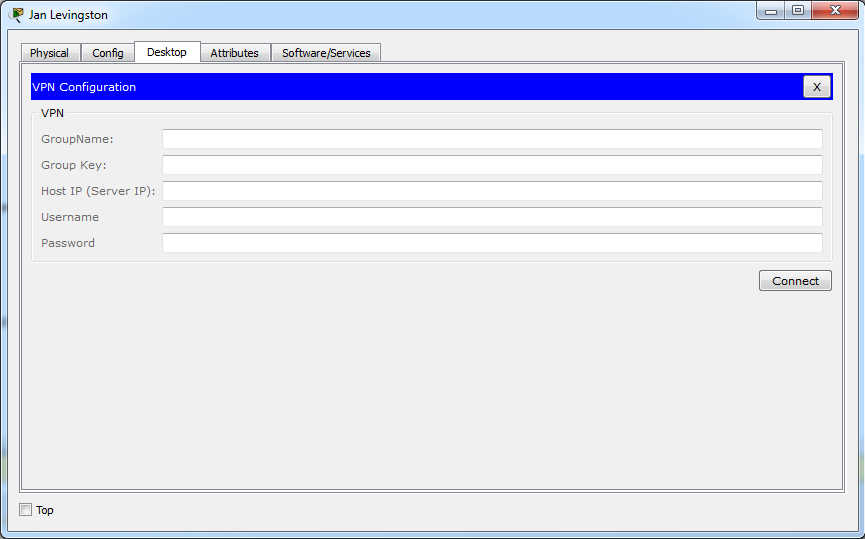 Jan Levingston
Physical Config Desktop Attributes Software/Services
VPN Configuration X
VPN
GroupName:
Group Key:
Host IP (Server IP):
Username
Password
Connect
Top